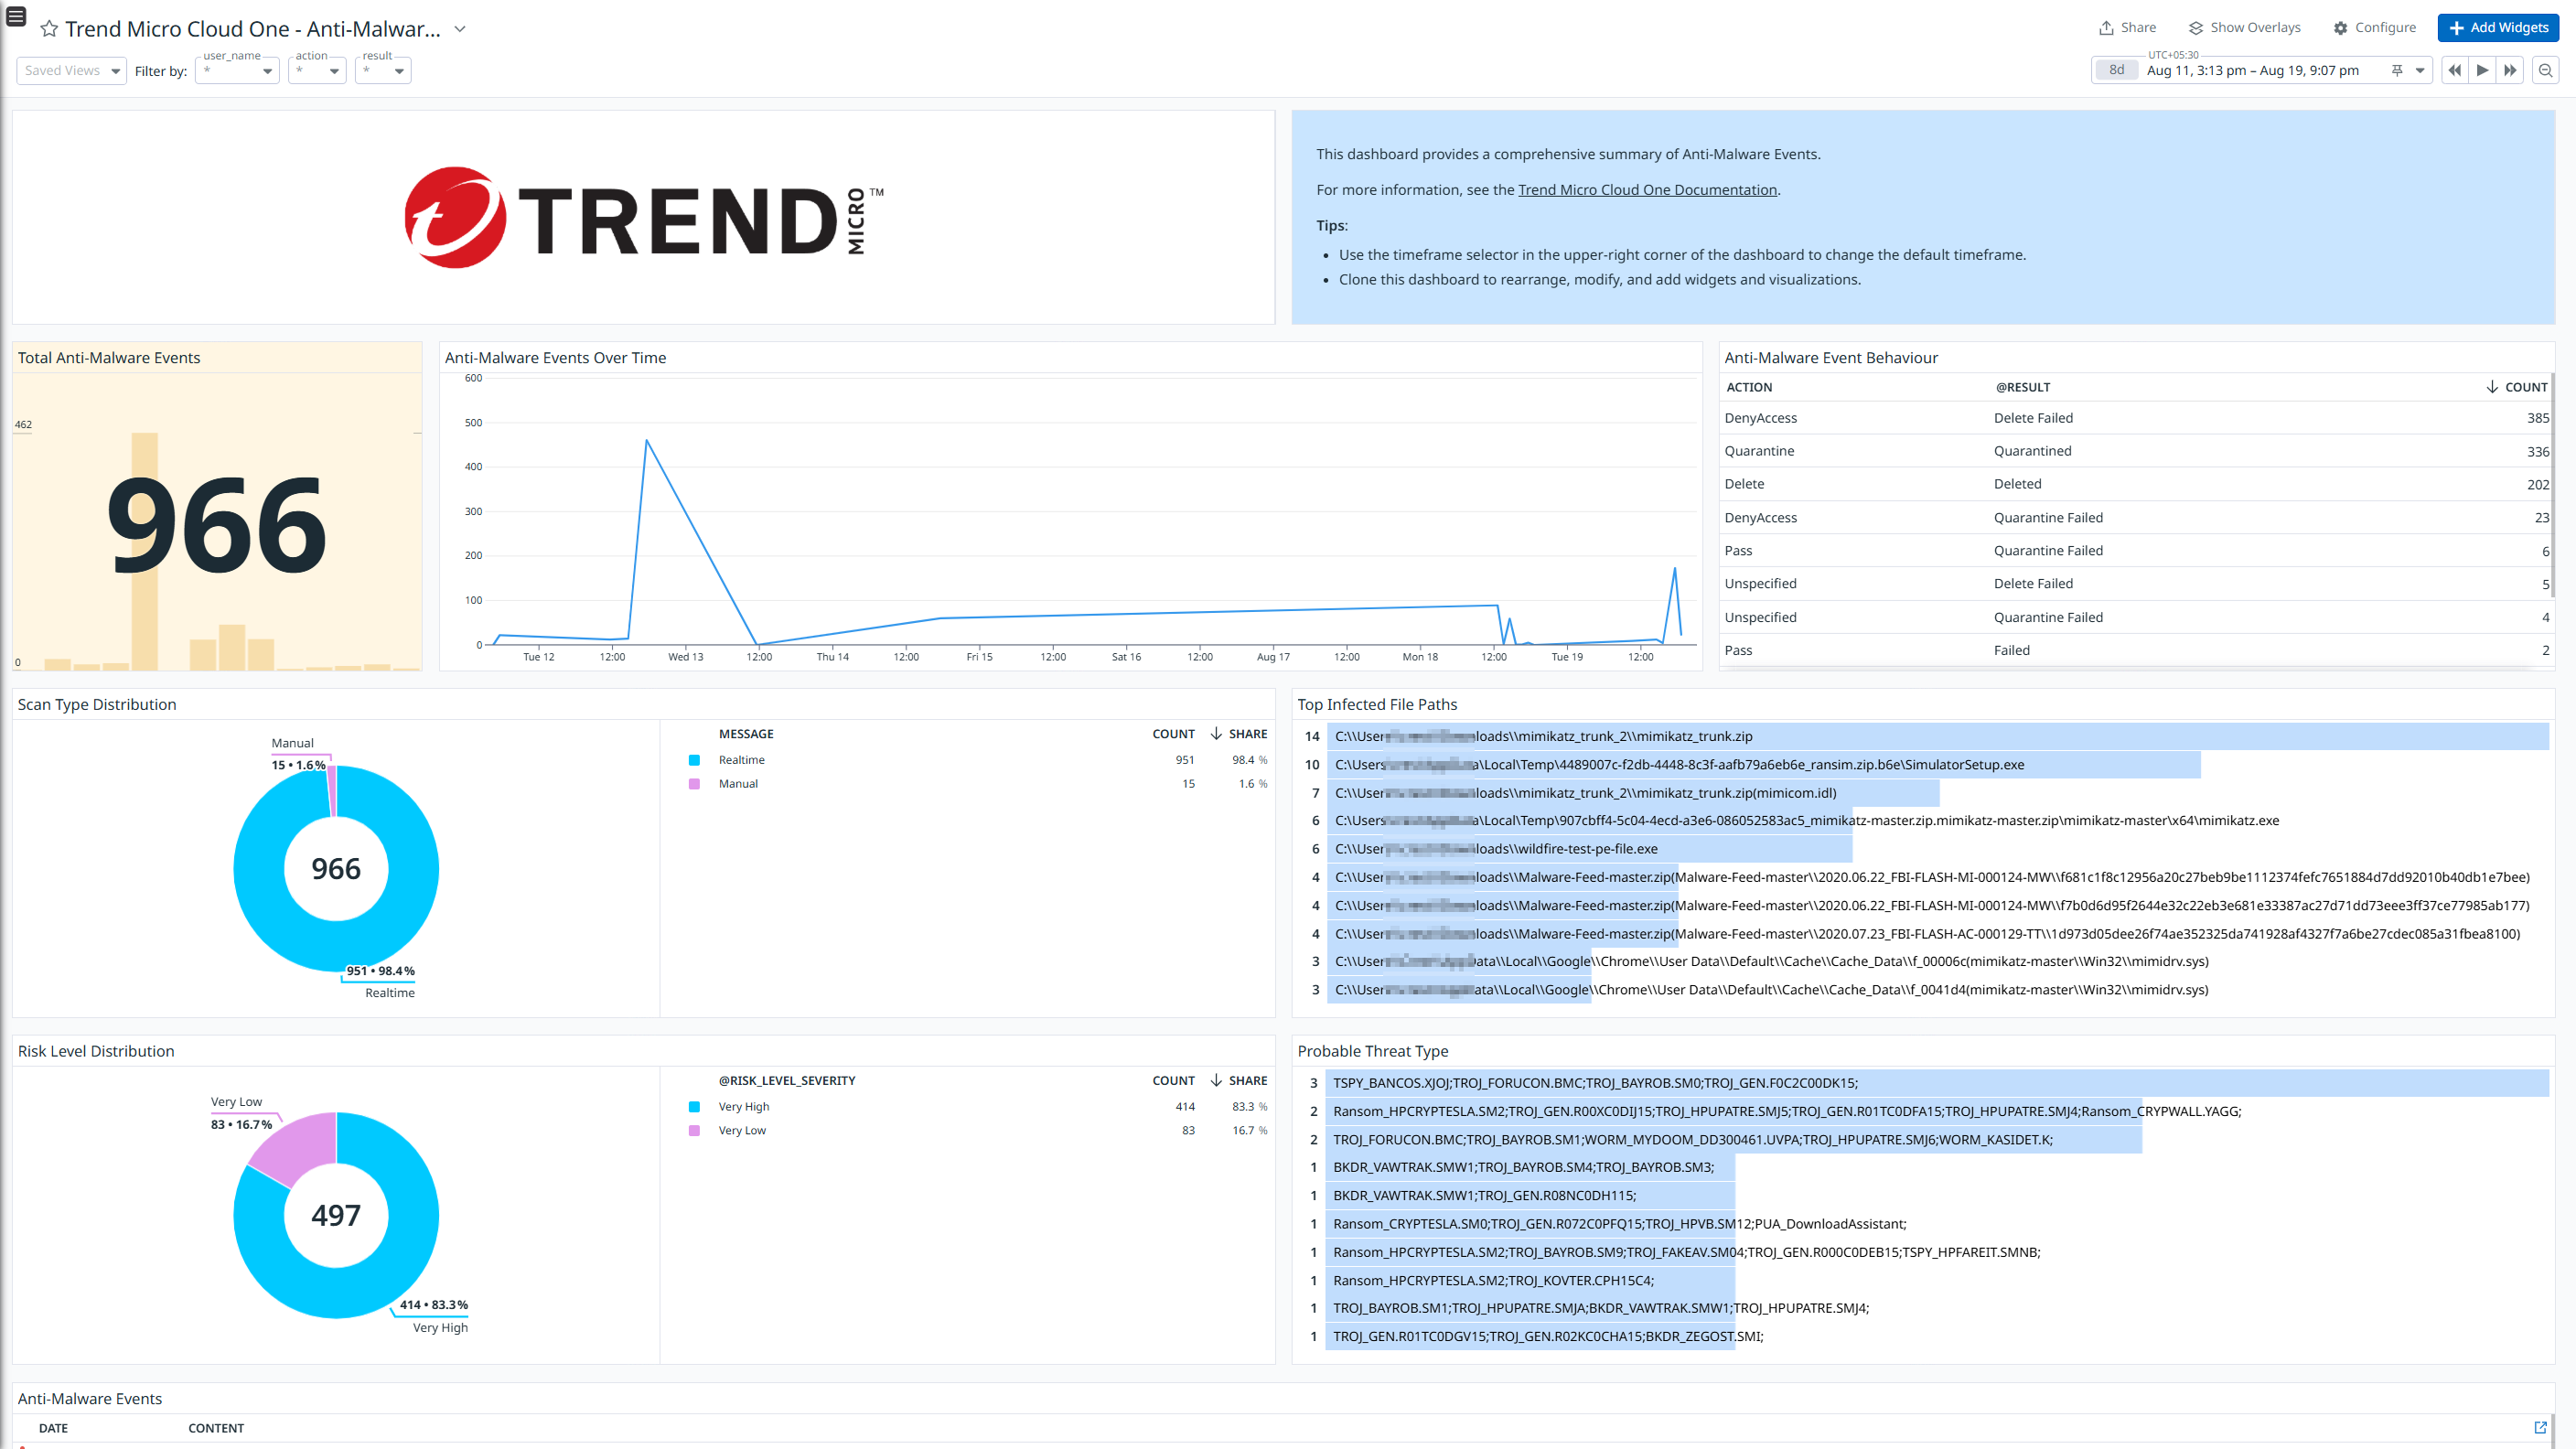 Trend Micro Cloud One - Anti-Malwar...
Share
Show Overlays
Configure
Add Widgets
Saved Views
Filter by:
user_name
*
action
*
result
*
UTC+05:30
8d
Aug 11, 3:13 pm – Aug 19, 9:07 pm
TREND MICRO™
This dashboard provides a comprehensive summary of Anti-Malware Events.
For more information, see the Trend Micro Cloud One Documentation.
Tips:
• Use the timeframe selector in the upper-right corner of the dashboard to change the default timeframe.
• Clone this dashboard to rearrange, modify, and add widgets and visualizations.
Total Anti-Malware Events
462
966
0
Anti-Malware Events Over Time
600
500
400
300
200
100
0
Tue 12 12:00 Wed 13 12:00 Thu 14 12:00 Fri 15 12:00 Sat 16 12:00 Aug 17 12:00 Mon 18 12:00 Tue 19 12:00
Anti-Malware Event Behaviour
ACTION @RESULT COUNT
DenyAccess Delete Failed 385
Quarantine Quarantined 336
Delete Deleted 202
DenyAccess Quarantine Failed 23
Pass Quarantine Failed 6
Unspecified Delete Failed 5
Unspecified Quarantine Failed 4
Pass Failed 2
Scan Type Distribution
Manual
15 • 1.6%
966
951 • 98.4%
Realtime
MESSAGE COUNT SHARE
Realtime 951 98.4 %
Manual 15 1.6 %
Top Infected File Paths
14 C:\\User loads\\mimikatz_trunk_2\\mimikatz_trunk.zip
10 C:\Users a\Local\Temp\4489007c-f2db-4448-8c3f-aafb79a6eb6e_ransim.zip.b6e\SimulatorSetup.exe
7 C:\\User loads\\mimikatz_trunk_2\\mimikatz_trunk.zip(mimicom.idl)
6 C:\Users a\Local\Temp\907cbff4-5c04-4ecd-a3e6-086052583ac5_mimikatz-master.zip.mimikatz-master.zip\mimikatz-master\x64\mimikatz.exe
6 C:\\User loads\\wildfire-test-pe-file.exe
4 C:\\User loads\\Malware-Feed-master.zip(Malware-Feed-master\\2020.06.22_FBI-FLASH-MI-000124-MW\\f681c1f8c12956a20c27beb9be1112374fefc7651884d7dd92010b40db1e7bee)
4 C:\\User loads\\Malware-Feed-master.zip(Malware-Feed-master\\2020.06.22_FBI-FLASH-MI-000124-MW\\f7b0d6d95f2644e32c22eb3e681e33387ac27d71dd73eee3ff37ce77985ab177)
4 C:\\User loads\\Malware-Feed-master.zip(Malware-Feed-master\\2020.07.23_FBI-FLASH-AC-000129-TT\\1d973d05dee26f74ae352325da741928af4327f7a6be27cdec085a31fbea8100)
3 C:\\User ata\\Local\\Google\\Chrome\\User Data\\Default\\Cache\\Cache_Data\\f_00006c(mimikatz-master\\Win32\\mimidrv.sys)
3 C:\\User ata\\Local\\Google\\Chrome\\User Data\\Default\\Cache\\Cache_Data\\f_0041d4(mimikatz-master\\Win32\\mimidrv.sys)
Risk Level Distribution
Very Low
83 • 16.7%
497
414 • 83.3%
Very High
@RISK_LEVEL_SEVERITY COUNT SHARE
Very High 414 83.3 %
Very Low 83 16.7 %
Probable Threat Type
3 TSPY_BANCOS.XJOJ;TROJ_FORUCON.BMC;TROJ_BAYROB.SM0;TROJ_GEN.F0C2C00DK15;
2 Ransom_HPCRYPTESLA.SM2;TROJ_GEN.R00XC0DIJ15;TROJ_HPUPATRE.SMJ5;TROJ_GEN.R01TC0DFA15;TROJ_HPUPATRE.SMJ4;Ransom_CRYPWALL.YAGG;
2 TROJ_FORUCON.BMC;TROJ_BAYROB.SM1;WORM_MYDOOM_DD300461.UVPA;TROJ_HPUPATRE.SMJ6;WORM_KASIDET.K;
1 BKDR_VAWTRAK.SMW1;TROJ_BAYROB.SM4;TROJ_BAYROB.SM3;
1 BKDR_VAWTRAK.SMW1;TROJ_GEN.R08NC0DH115;
1 Ransom_CRYPTESLA.SM0;TROJ_GEN.R072C0PFQ15;TROJ_HPVB.SM12;PUA_DownloadAssistant;
1 Ransom_HPCRYPTESLA.SM2;TROJ_BAYROB.SM9;TROJ_FAKEAV.SM04;TROJ_GEN.R000C0DEB15;TSPY_HPFAREIT.SMNB;
1 Ransom_HPCRYPTESLA.SM2;TROJ_KOVTER.CPH15C4;
1 TROJ_BAYROB.SM1;TROJ_HPUPATRE.SMJA;BKDR_VAWTRAK.SMW1;TROJ_HPUPATRE.SMJ4;
1 TROJ_GEN.R01TC0DGV15;TROJ_GEN.R02KC0CHA15;BKDR_ZEGOST.SMI;
Anti-Malware Events
DATE CONTENT